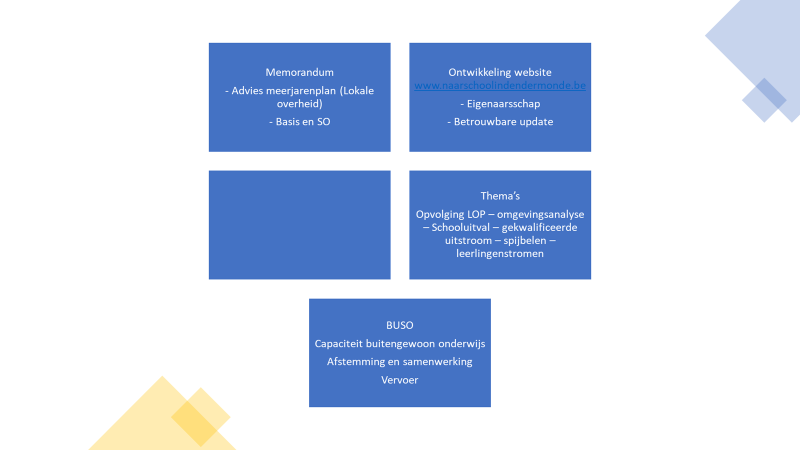 Memorandum
- Advies meerjarenplan (Lokale
overheid)
- Basis en SO
Ontwikkeling website
www.naarschoolindendermonde.be
- Eigenaarsschap
- Betrouwbare update
Thema's
Opvolging LOP – omgevingsanalyse
– Schooluitval – gekwalificeerde
uitstroom – spijbelen –
leerlingenstromen
BUSO
Capaciteit buitengewoon onderwijs
Afstemming en samenwerking
Vervoer